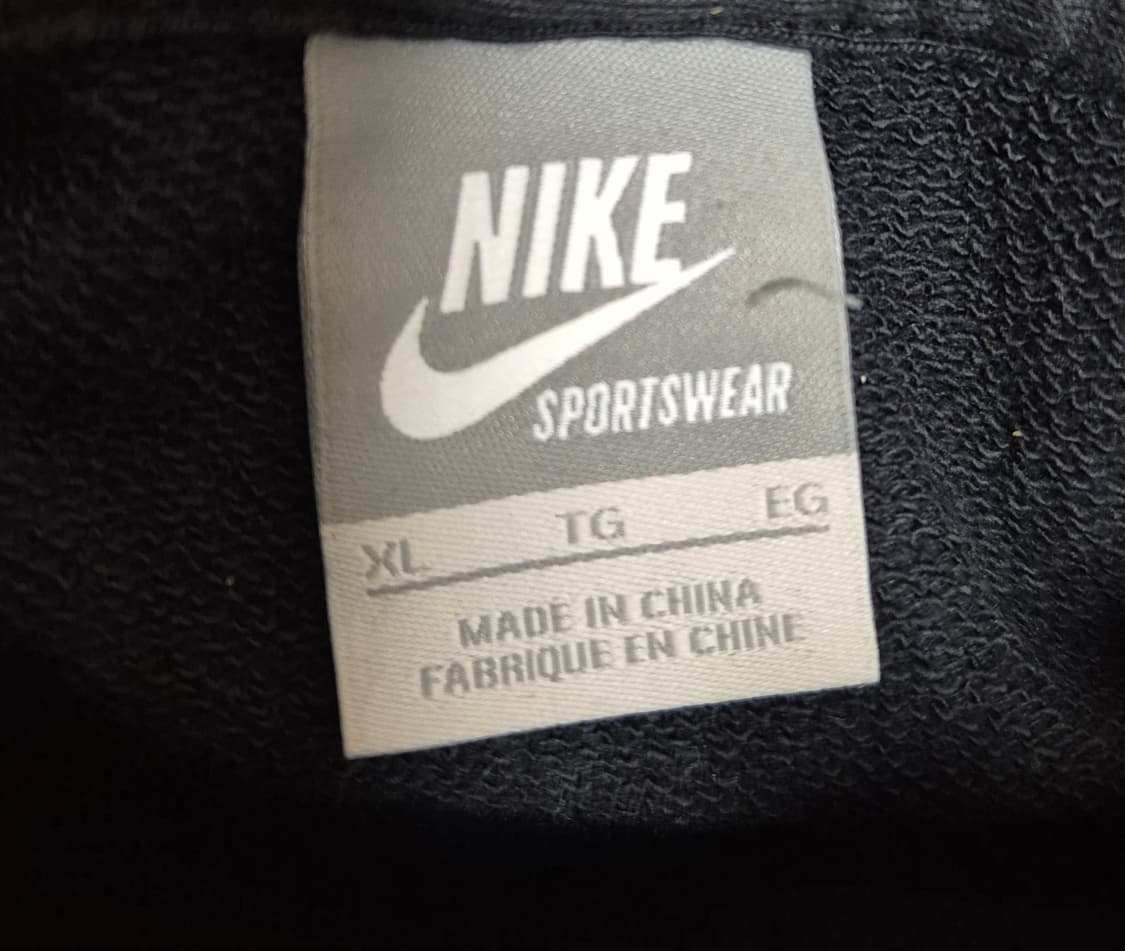 NIKE
SPORTSWEAR
XL TG EG
MADE IN CHINA
FABRIQUE EN CHINE